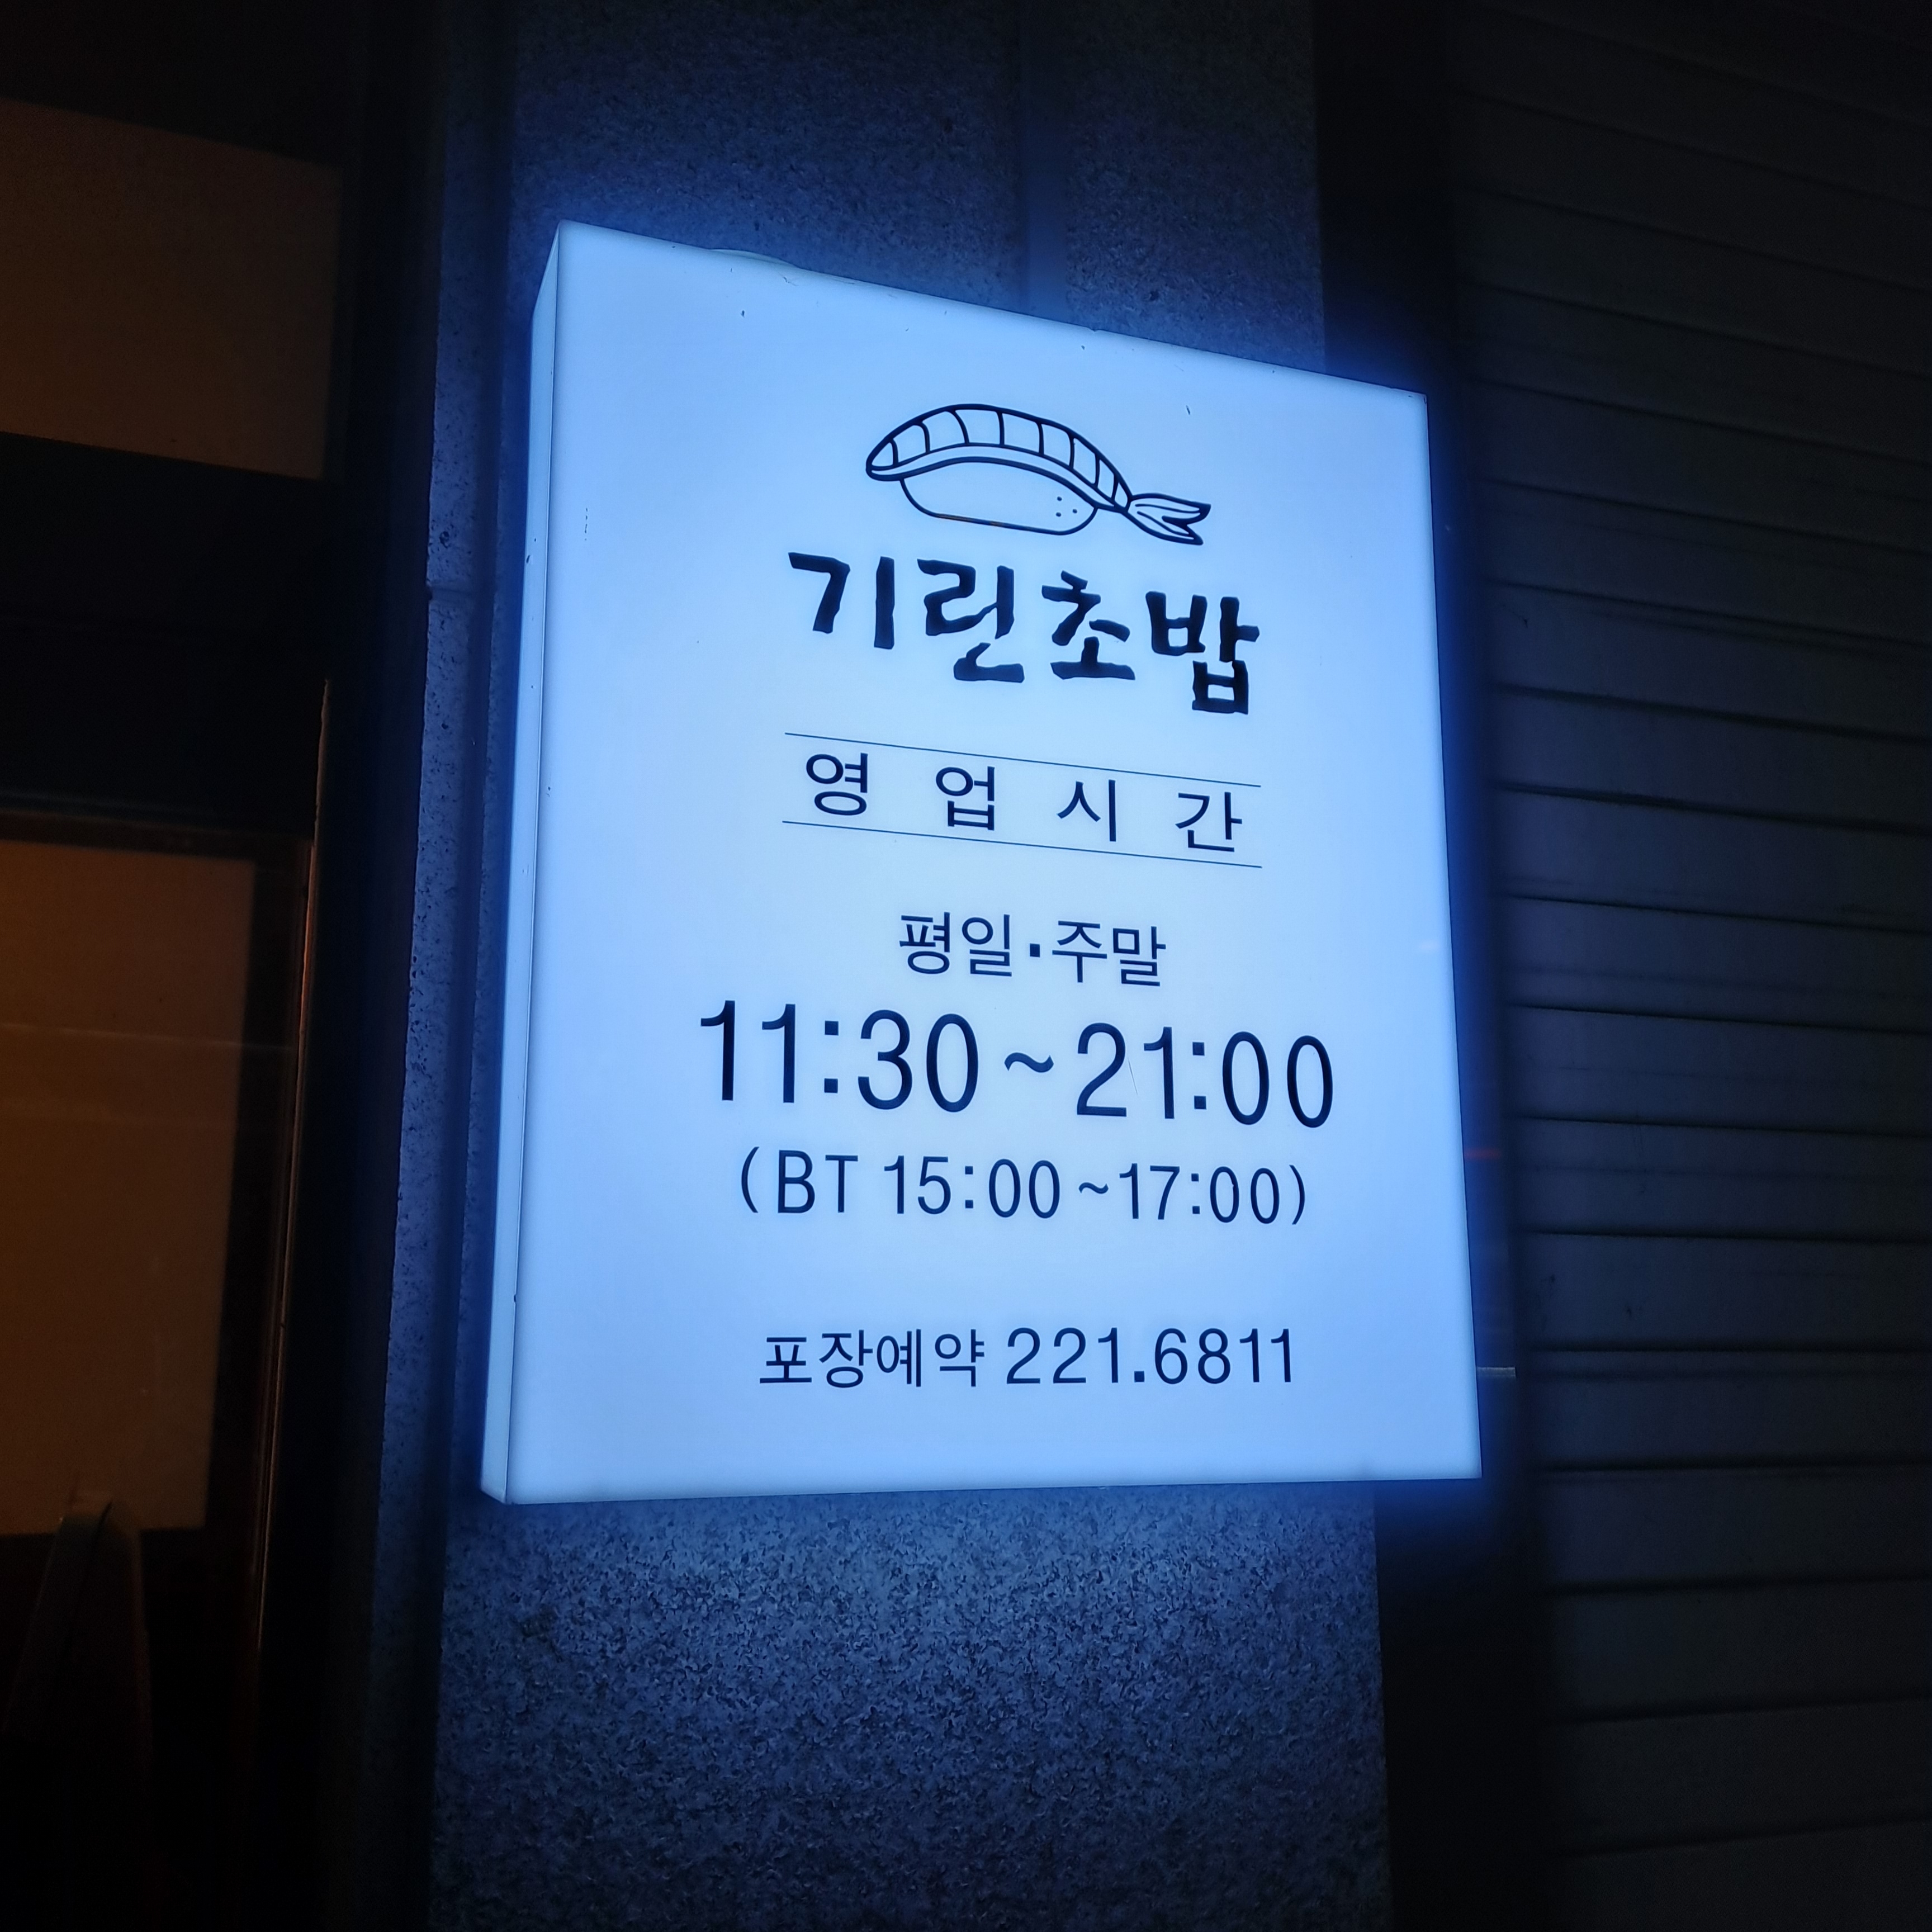 기린초밥
영업시간
평일·주말
11:30~21:00
(BT 15:00~17:00)
포장예약 221.6811